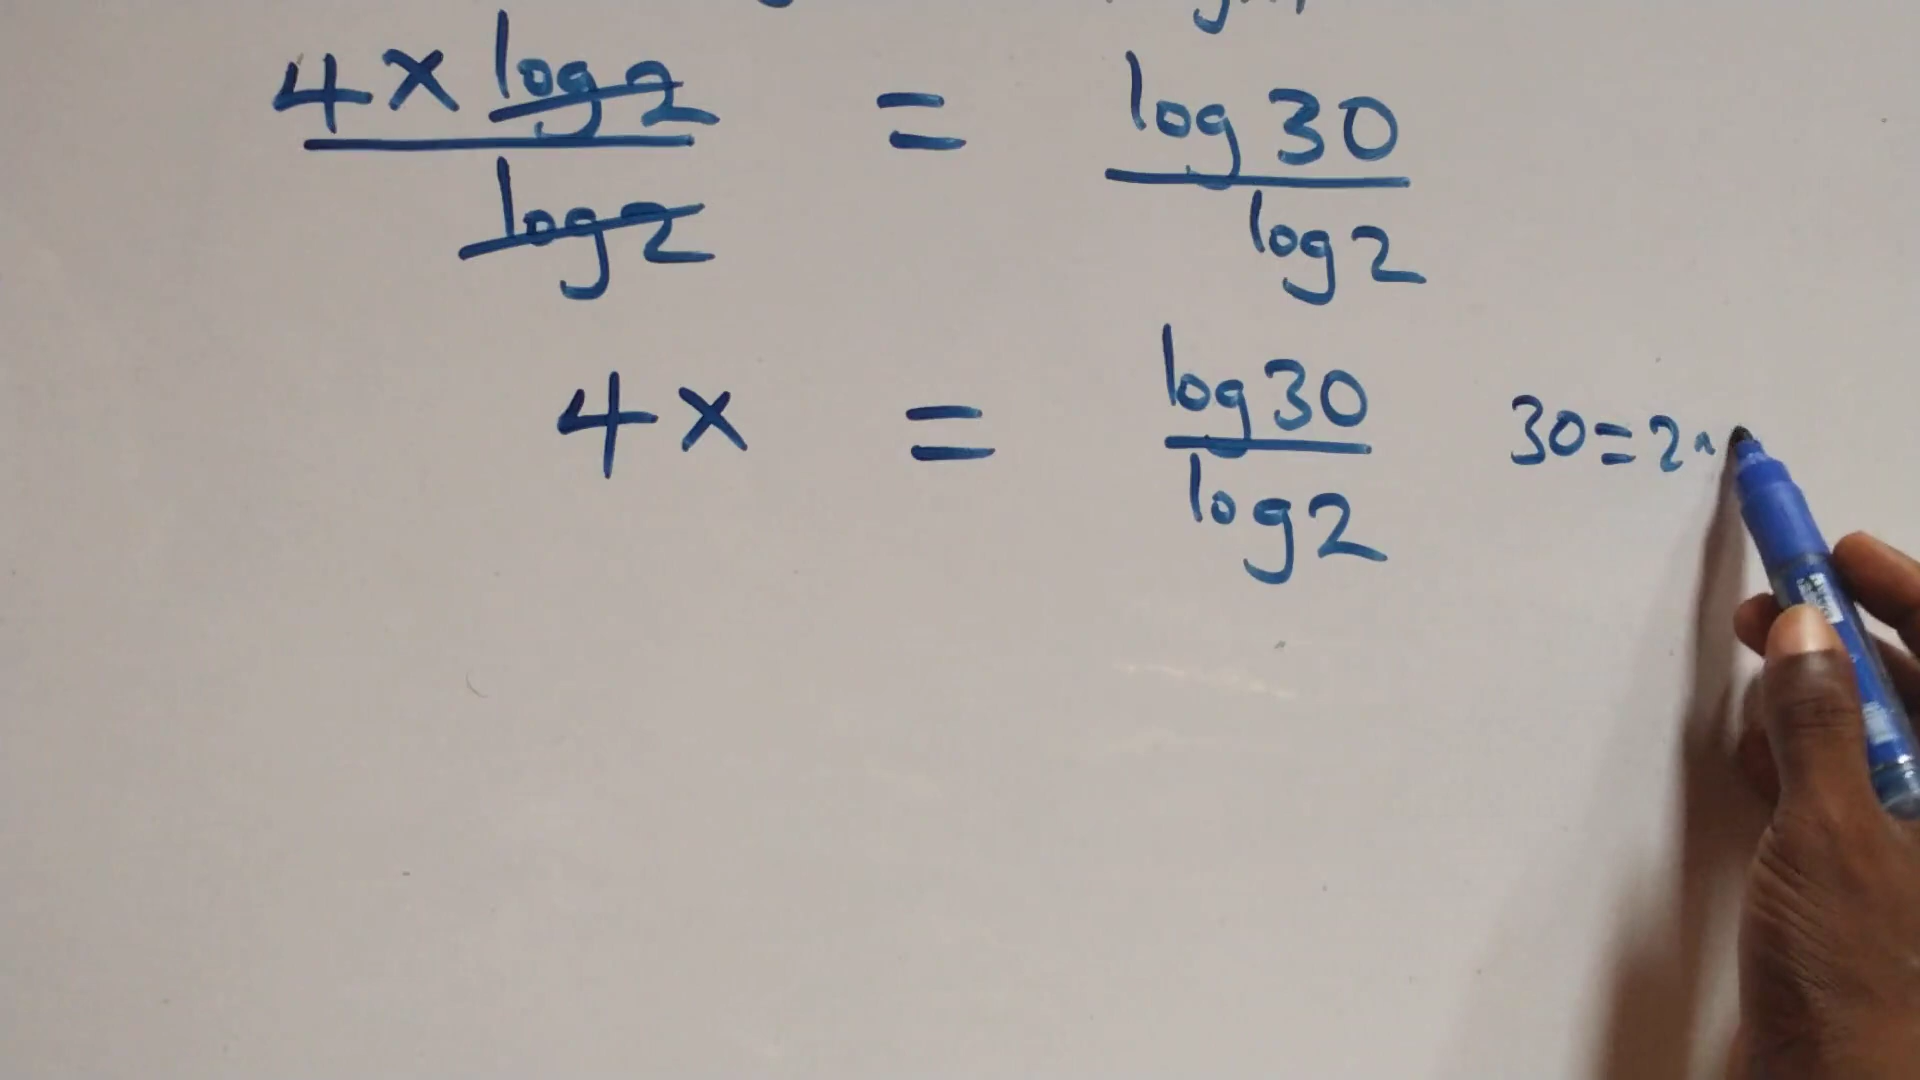 4x log2 = log30
log2 log2
4x = log30 30=2×
log2